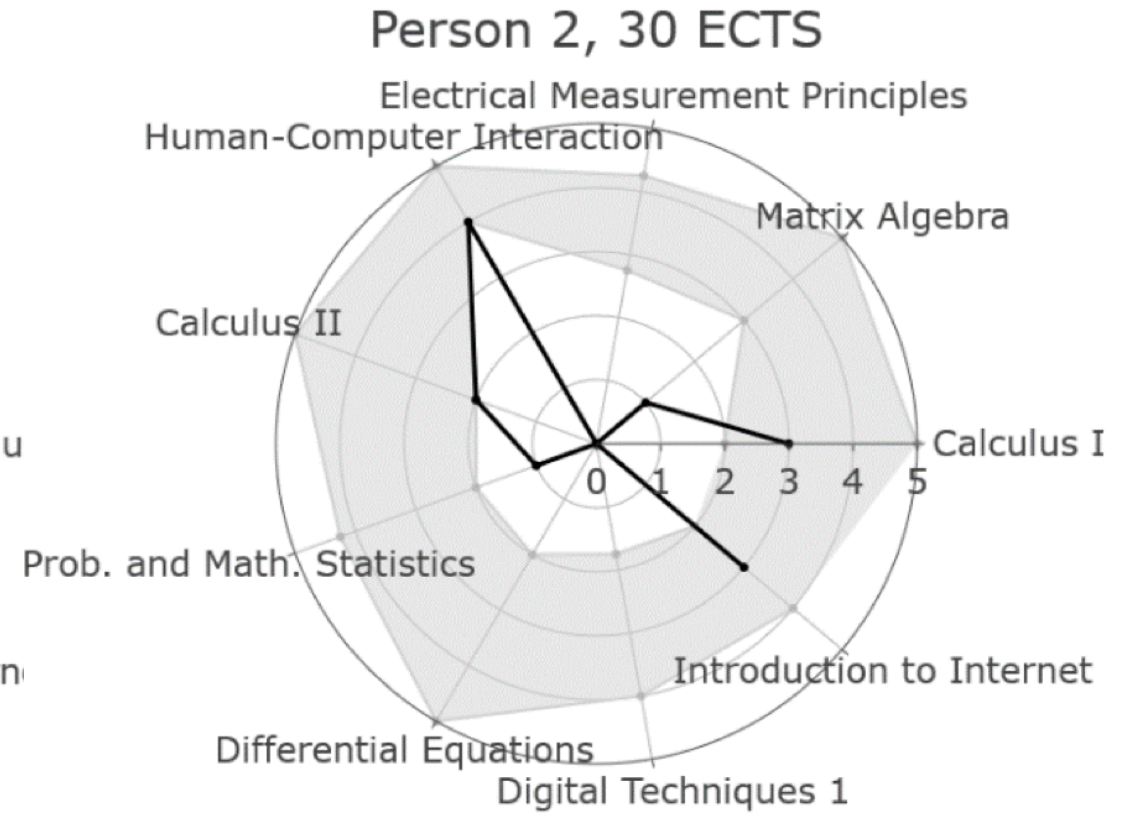 Person 2, 30 ECTS
Electrical Measurement Principles
Human-Computer Interaction
Matrix Algebra
Calculus II
u
Calculus I
0 1 2 3 4 5
Prob. and Math. Statistics
Introduction to Internet
Differential Equations
Digital Techniques 1